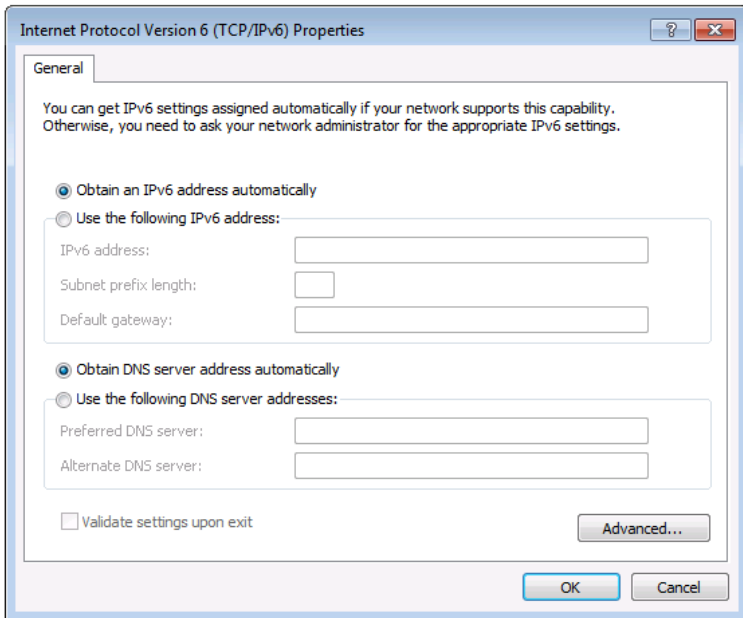 Internet Protocol Version 6 (TCP/IPv6) Properties
General
You can get IPv6 settings assigned automatically if your network supports this capability.
Otherwise, you need to ask your network administrator for the appropriate IPv6 settings.
Obtain an IPv6 address automatically
Use the following IPv6 address:
IPv6 address:
Subnet prefix length:
Default gateway:
Obtain DNS server address automatically
Use the following DNS server addresses:
Preferred DNS server:
Alternate DNS server:
Validate settings upon exit
Advanced...
OK
Cancel